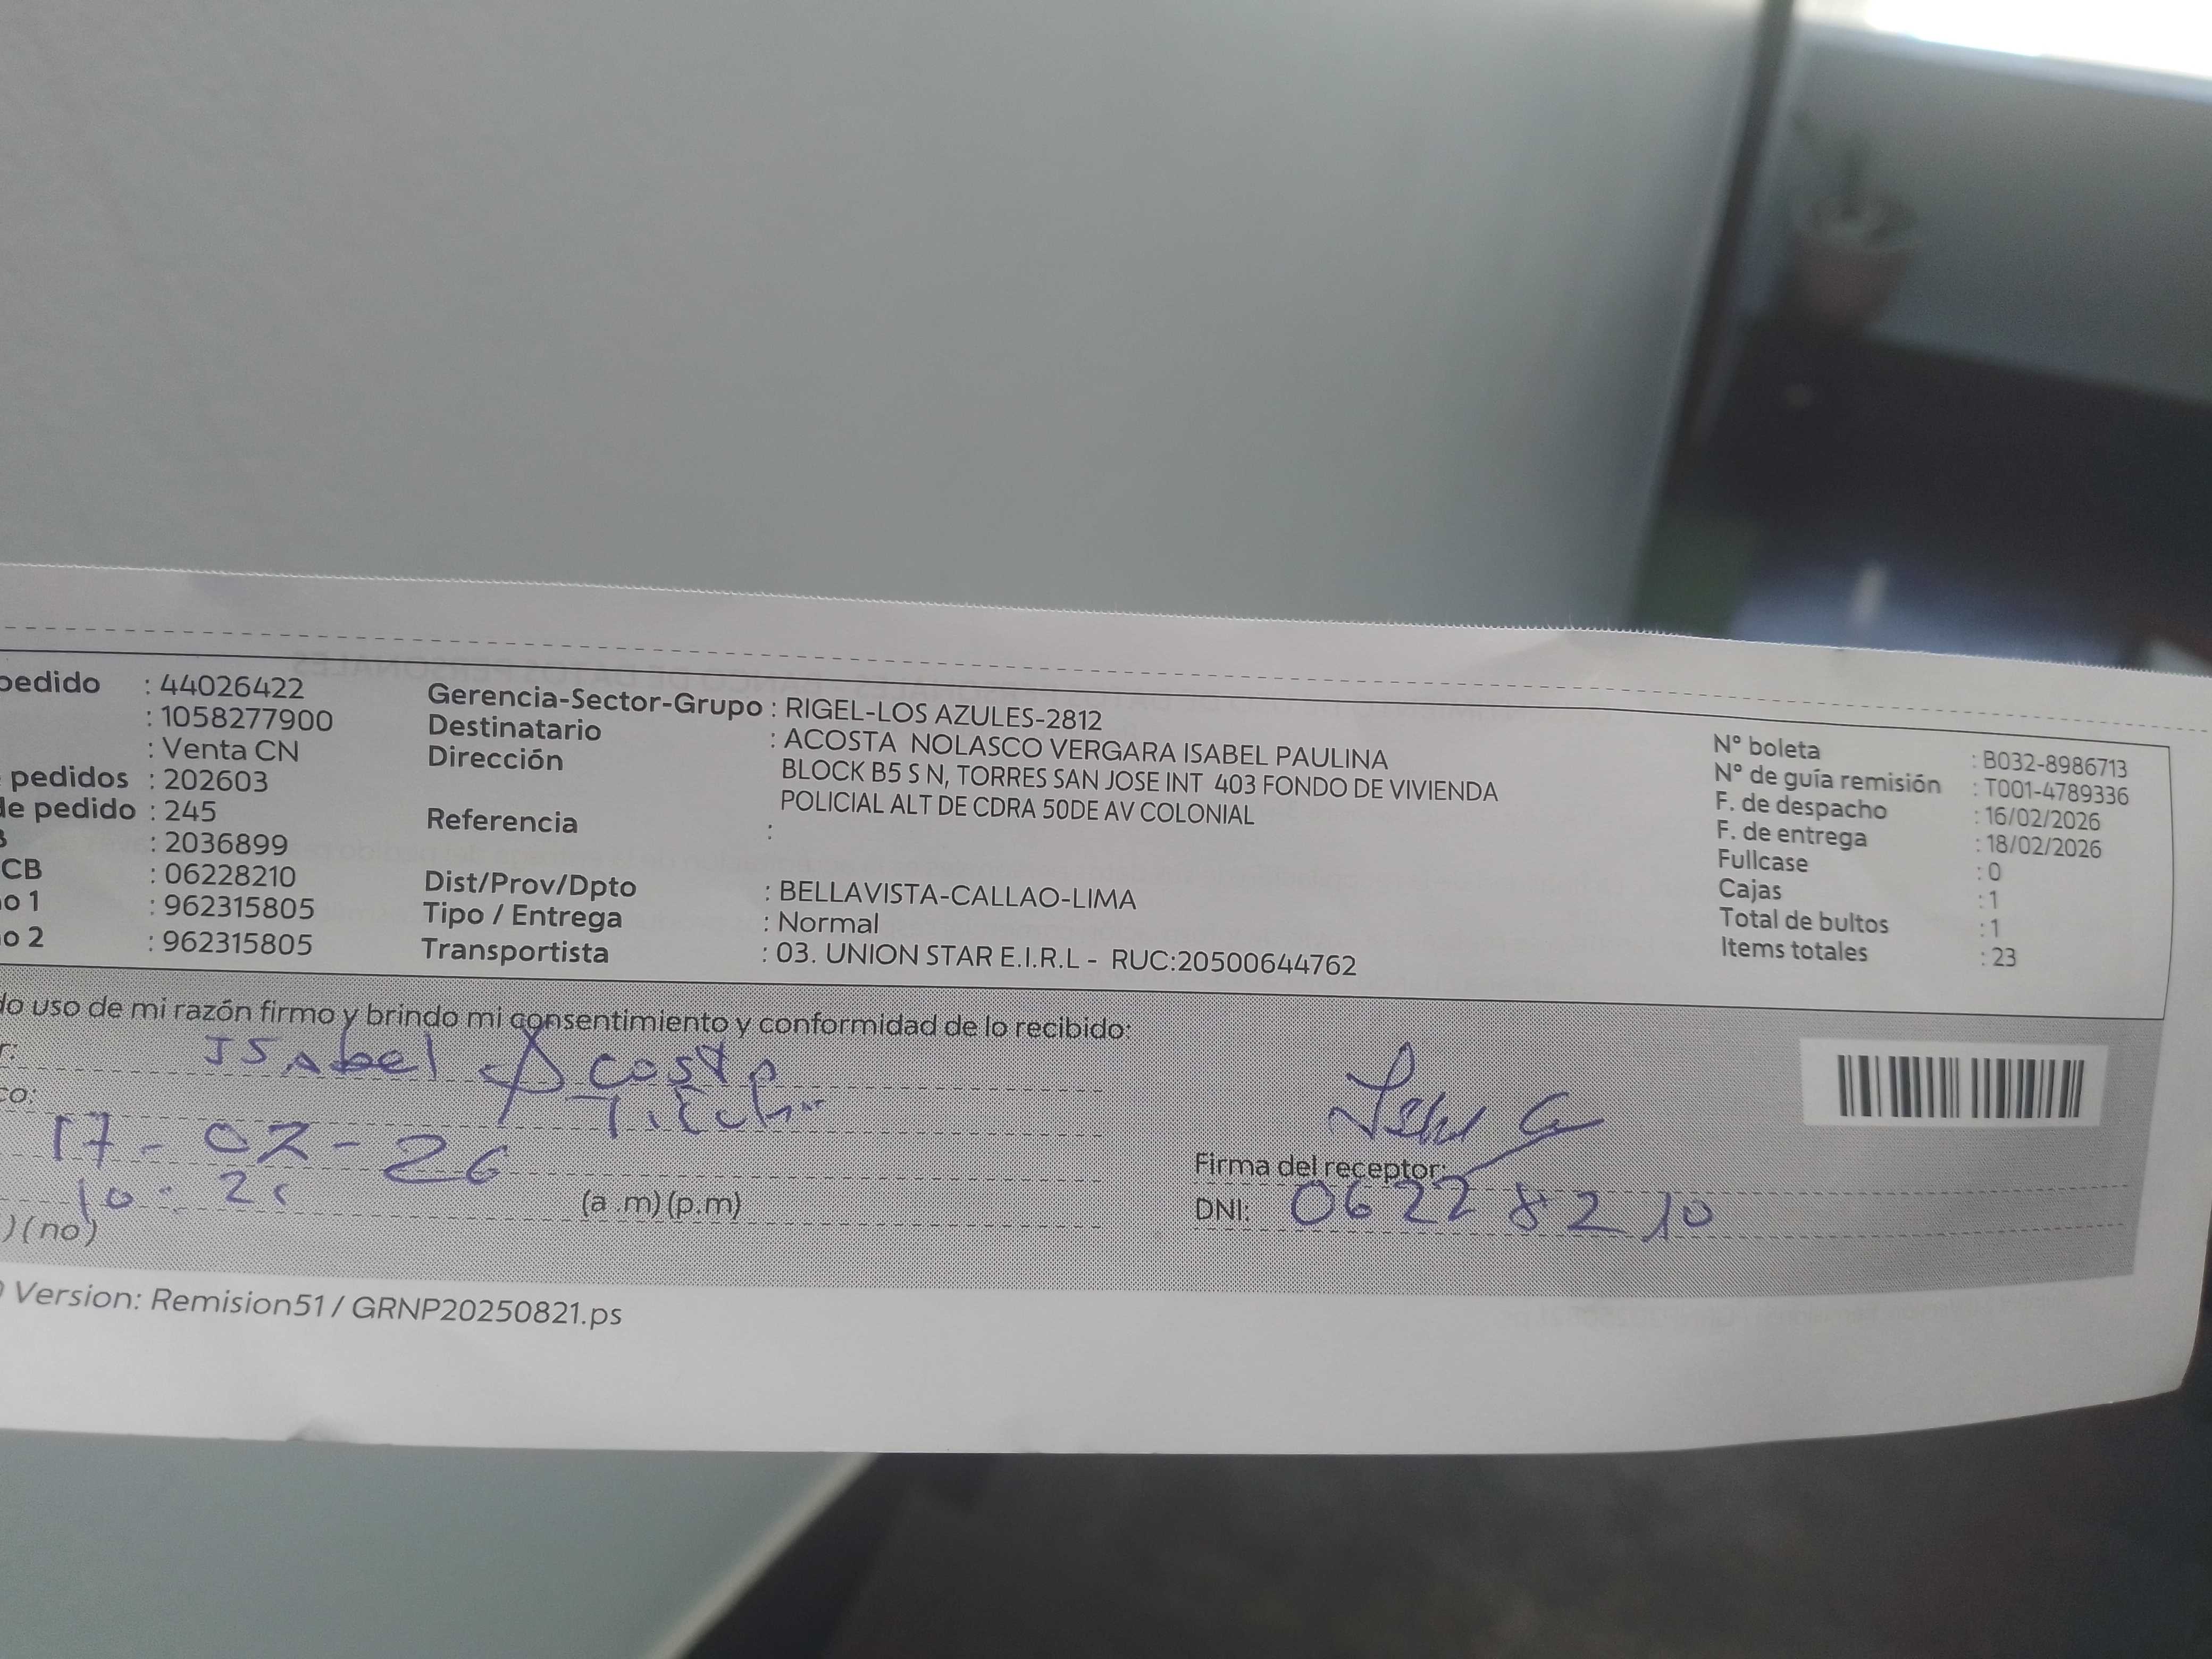 pedido : 44026422
: 1058277900
: Venta CN
pedidos : 202603
de pedido : 245
: 2036899
CB : 06228210
o 1 : 962315805
o 2 : 962315805
Gerencia-Sector-Grupo : RIGEL-LOS AZULES-2812
Destinatario : ACOSTA NOLASCO VERGARA ISABEL PAULINA
Dirección BLOCK B5 S N, TORRES SAN JOSE INT 403 FONDO DE VIVIENDA
POLICIAL ALT DE CDRA 50DE AV COLONIAL
Referencia :
Dist/Prov/Dpto : BELLAVISTA-CALLAO-LIMA
Tipo / Entrega : Normal
Transportista : 03. UNION STAR E.I.R.L - RUC:20500644762
N° boleta : B032-8986713
N° de guía remisión : T001-4789336
F. de despacho : 16/02/2026
F. de entrega : 18/02/2026
Fullcase : 0
Cajas : 1
Total de bultos : 1
Items totales : 23
do uso de mi razón firmo y brindo mi consentimiento y conformidad de lo recibido:
r: ISAbel Acosta
co:
17-02-26
10: (a .m) (p.m)
) ( no )
Firma del receptor:
DNI: 06228210
Version: Remision51 / GRNP20250821.ps